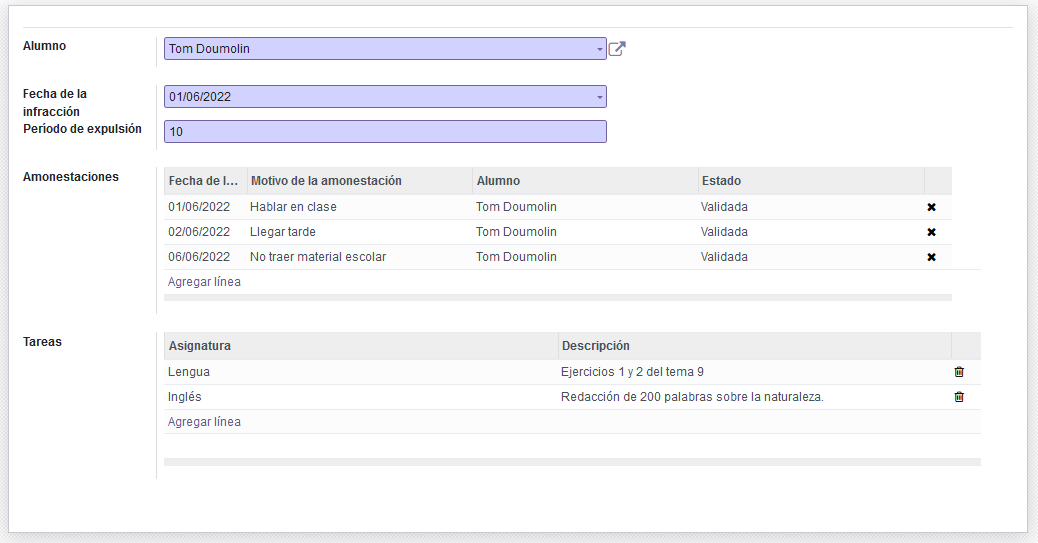 Alumno
Tom Doumolin
Fecha de la
infracción
01/06/2022
Período de expulsión
10
Amonestaciones
Fecha de l... Motivo de la amonestación Alumno Estado
01/06/2022 Hablar en clase Tom Doumolin Validada
02/06/2022 Llegar tarde Tom Doumolin Validada
06/06/2022 No traer material escolar Tom Doumolin Validada
Agregar línea
Tareas
Asignatura Descripción
Lengua Ejercicios 1 y 2 del tema 9
Inglés Redacción de 200 palabras sobre la naturaleza.
Agregar línea